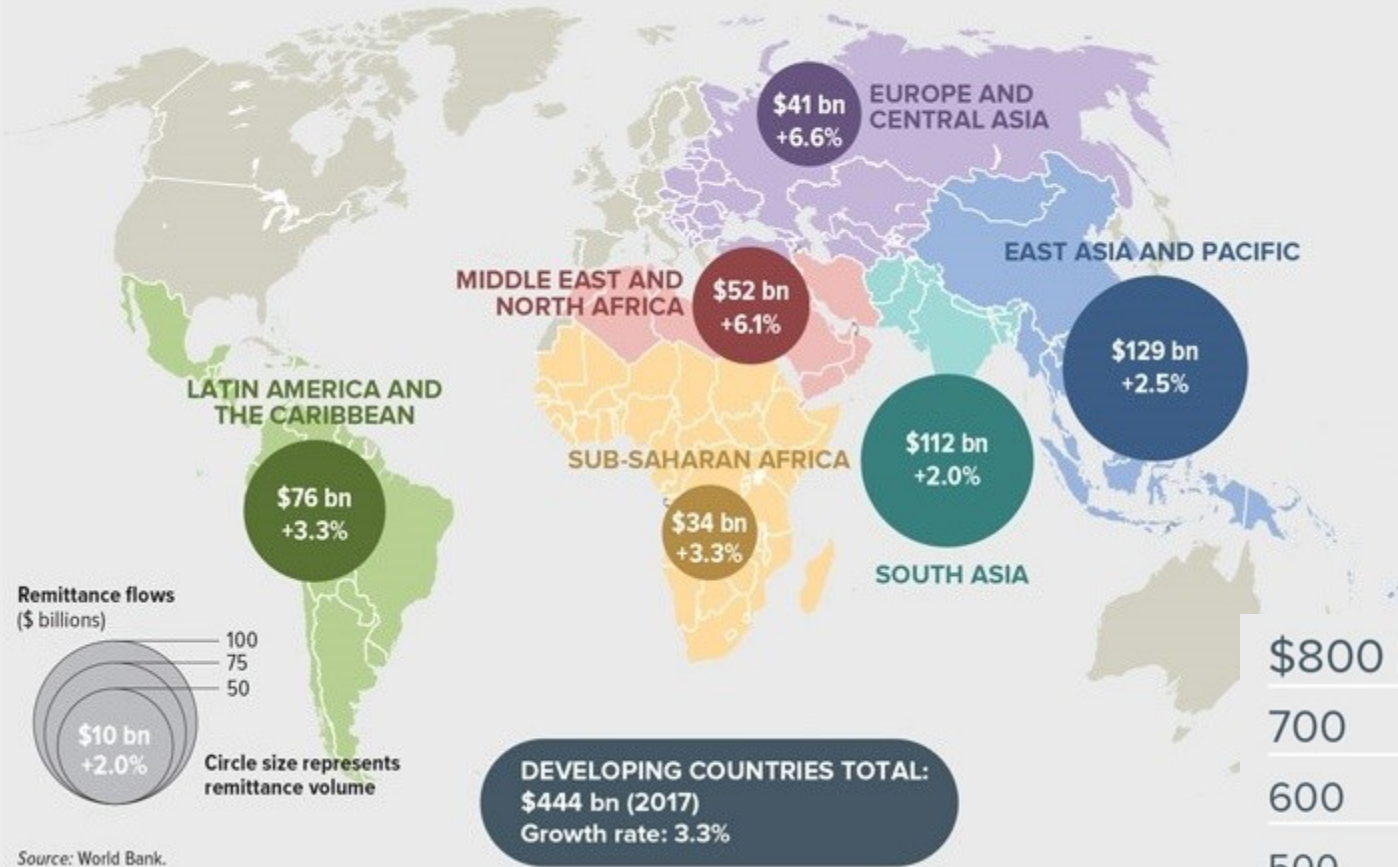 $41 bn
+6.6%
EUROPE AND
CENTRAL ASIA
EAST ASIA AND PACIFIC
$129 bn
+2.5%
MIDDLE EAST AND
NORTH AFRICA
$52 bn
+6.1%
LATIN AMERICA AND
THE CARIBBEAN
$76 bn
+3.3%
SUB-SAHARAN AFRICA
$34 bn
+3.3%
$112 bn
+2.0%
SOUTH ASIA
Remittance flows
($ billions)
100
75
50
$10 bn
+2.0%
Circle size represents
remittance volume
DEVELOPING COUNTRIES TOTAL:
$444 bn (2017)
Growth rate: 3.3%
$800
700
600
500
Source: World Bank.